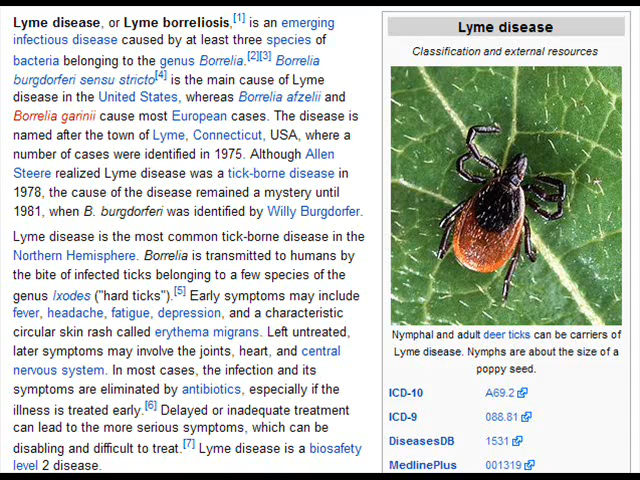 Lyme disease, or Lyme borreliosis,[1] is an emerging
infectious disease caused by at least three species of
bacteria belonging to the genus Borrelia.[2][3] Borrelia
burgdorferi sensu stricto[4] is the main cause of Lyme
disease in the United States, whereas Borrelia afzelii and
Borrelia garinii cause most European cases. The disease is
named after the town of Lyme, Connecticut, USA, where a
number of cases were identified in 1975. Although Allen
Steere realized Lyme disease was a tick-borne disease in
1978, the cause of the disease remained a mystery until
1981, when B. burgdorferi was identified by Willy Burgdorfer.
Lyme disease is the most common tick-borne disease in the
Northern Hemisphere. Borrelia is transmitted to humans by
the bite of infected ticks belonging to a few species of the
genus Ixodes ("hard ticks").[5] Early symptoms may include
fever, headache, fatigue, depression, and a characteristic
circular skin rash called erythema migrans. Left untreated,
later symptoms may involve the joints, heart, and central
nervous system. In most cases, the infection and its
symptoms are eliminated by antibiotics, especially if the
illness is treated early.[6] Delayed or inadequate treatment
can lead to the more serious symptoms, which can be
disabling and difficult to treat.[7] Lyme disease is a biosafety
level 2 disease.
Lyme disease
Classification and external resources
Nymphal and adult deer ticks can be carriers of
Lyme disease. Nymphs are about the size of a
poppy seed.
ICD-10 A69.2
ICD-9 088.81
DiseasesDB 1531
MedlinePlus 001319